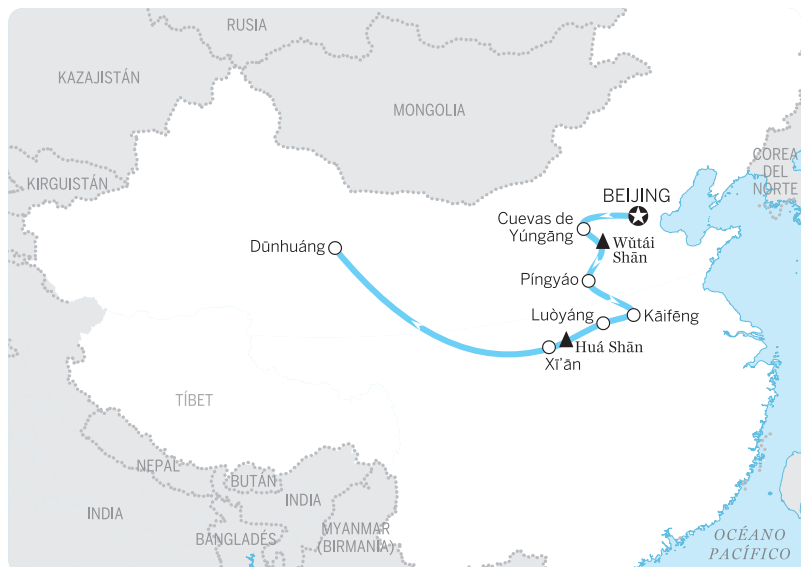 RUSIA
KAZAJISTÁN
MONGOLIA
COREA
DEL
NORTE
KIRGUISTÁN
BEIJING
Cuevas de
Yúngāng
Wǔtái
Shān
Dūnhuáng
Píngyáo
Luòyáng
Kāifēng
Huá Shān
Xī'ān
TÍBET
NEPAL
BUTÁN
INDIA
INDIA
MYANMAR
(BIRMANIA)
BANGLADÉS
OCÉANO
PACÍFICO